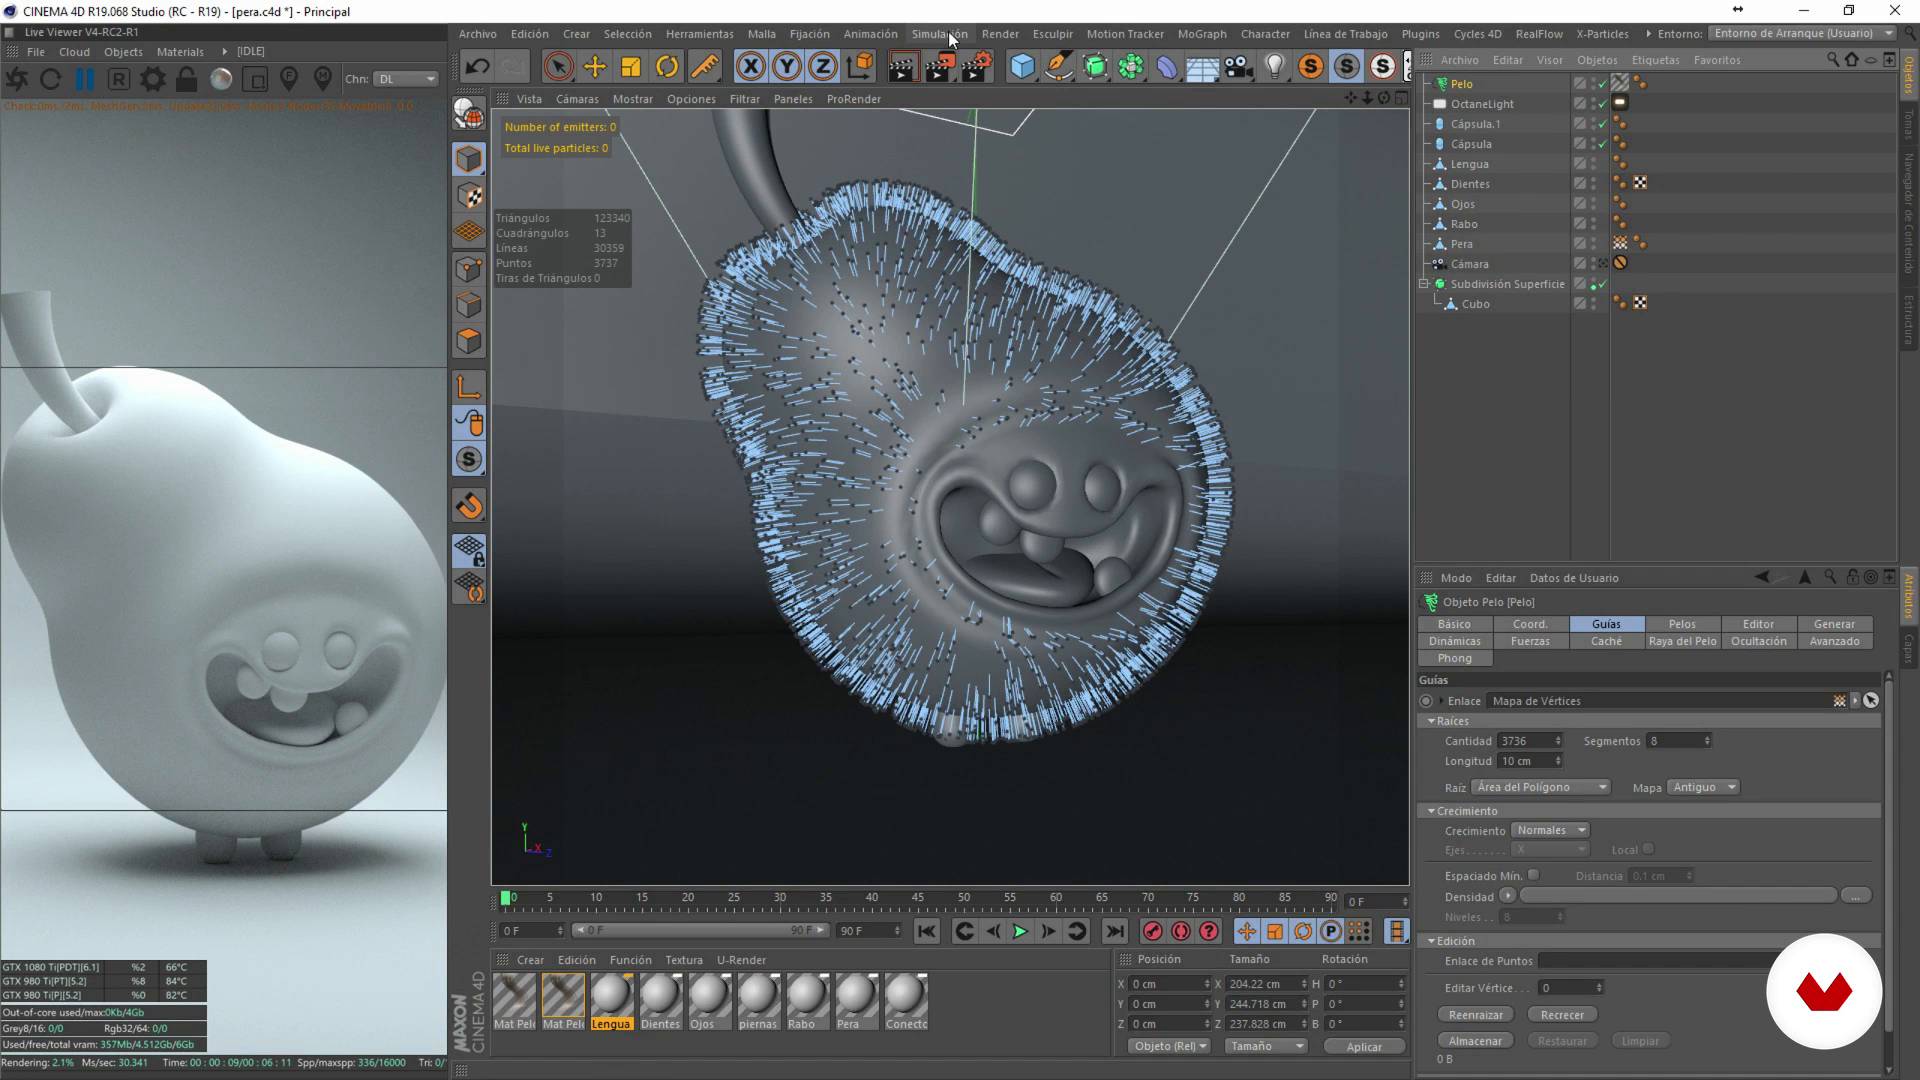 CINEMA 4D R19.068 Studio (RC - R19) - [pera.c4d *] - Principal
Live Viewer V4-RC2-R1
File Cloud Objects Materials [IDLE]
Chn: DL
Archivo Edición Crear Selección Herramientas Malla Fijación Animación Simulación Render Esculpir Motion Tracker MoGraph Character Línea de Trabajo Plugins Cycles 4D RealFlow X-Particles Entorno: Entorno de Arranque (Usuario)
Vista Cámaras Mostrar Opciones Filtrar Paneles ProRender
Number of emitters: 0
Total live particles: 0
Triángulos 123340
Cuadrángulos 13
Líneas 30359
Puntos 3737
Tiras de Triángulos 0
Y
X
Z
Archivo Editar Visor Objetos Etiquetas Favoritos
Pelo
OctaneLight
Cápsula.1
Cápsula
Lengua
Dientes
Ojos
Rabo
Pera
Cámara
Subdivisión Superficie
Cubo
Objetos
Tomas
Navegador de Contenido
Estructura
Modo Editar Datos de Usuario
Objeto Pelo [Pelo]
Básico Coord. Guías Pelos Editor Generar
Dinámicas Fuerzas Caché Raya del Pelo Ocultación Avanzado
Phong
Atributos
Capas
Guías
Enlace Mapa de Vértices
Raíces
Cantidad 3736 Segmentos 8
Longitud 10 cm
Raíz Área del Polígono Mapa Antiguo
Crecimiento
Crecimiento Normales
Ejes X Local
Espaciado Mín. Distancia 0.1 cm
Densidad ...
Niveles 8
Edición
Enlace de Puntos
Editar Vértice 0
Reenraizar Recrecer
Almacenar Restaurar Limpiar
0 B
0 5 10 15 20 25 30 35 40 45 50 55 60 65 70 75 80 85 90 0 F
0 F 0 F 90 F 90 F
Crear Edición Función Textura U-Render
Mat Pelo Mat Pelo Lengua Dientes Ojos piernas Rabo Pera Conecto
MAXON
CINEMA 4D
Posición Tamaño Rotación
X 0 cm X 204.22 cm H 0 °
Y 0 cm Y 244.718 cm P 0 °
Z 0 cm Z 237.828 cm B 0 °
Objeto (Rel) Tamaño Aplicar
GTX 1080 Ti[PDT][6.1] %2 66°C
GTX 980 Ti[PT][5.2] %8 84°C
GTX 980 Ti[P][5.2] %0 82°C
Out-of-core used/max:0Kb/4Gb
Grey8/16: 0/0 Rgb32/64: 0/0
Used/free/total vram: 357Mb/4.512Gb/6Gb
Rendering: 2.1% Ms/sec: 30.341 Time: 00 : 00 : 09/00 : 06 : 11 Spp/maxspp: 336/16000 Tri: 0/